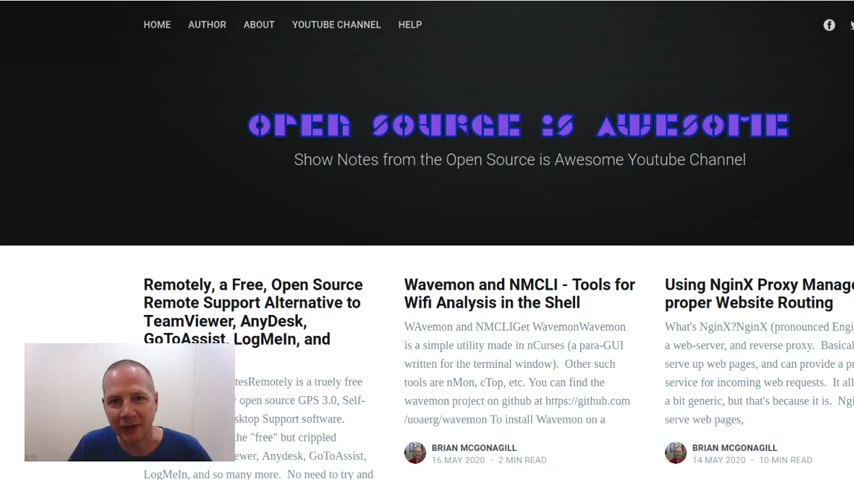 HOME AUTHOR ABOUT YOUTUBE CHANNEL HELP
OPEN SOURCE IS AWESOME
Show Notes from the Open Source is Awesome Youtube Channel
Remotely, a Free, Open Source
Remote Support Alternative to
TeamViewer, AnyDesk,
GoToAssist, LogMeIn, and
tesRemotely is a truely free
open source GPS 3.0, Self-
sktop Support software.
the "free" but crippled
ewer, Anydesk, GoToAssist,
LogMeIn, and so many more. No need to try and
Wavemon and NMCLI - Tools for
Wifi Analysis in the Shell
WAvemon and NMCLIGet WavemonWavemon
is a simple utility made in nCurses (a para-GUI
written for the terminal window). Other such
tools are nMon, cTop, etc. You can find the
wavemon project on github at https://github.com
/uoaerg/wavemon To install Wavemon on a
BRIAN MCGONAGILL
16 MAY 2020 · 2 MIN READ
Using NginX Proxy Manage
proper Website Routing
What's NginX?NginX (pronounced Engi
a web-server, and reverse proxy. Basical
serve up web pages, and can provide a p
service for incoming web requests. It all
a bit generic, but that's because it is. Ngi
serve web pages,
BRIAN MCGONAGILL
14 MAY 2020 · 10 MIN READ